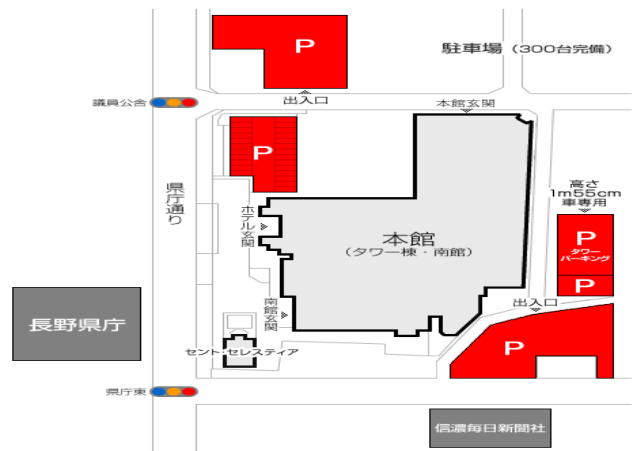 P
駐車場（300台完備）
議員公舎
出入口
本館玄関
P
県庁通り
高さ
1m55cm
車専用
ホテル玄関
本館
（タワー棟・南館）
P
タワー
パーキング
P
出入口
南館玄関
長野県庁
セント・セレスティア
P
県庁東
信濃毎日新聞社